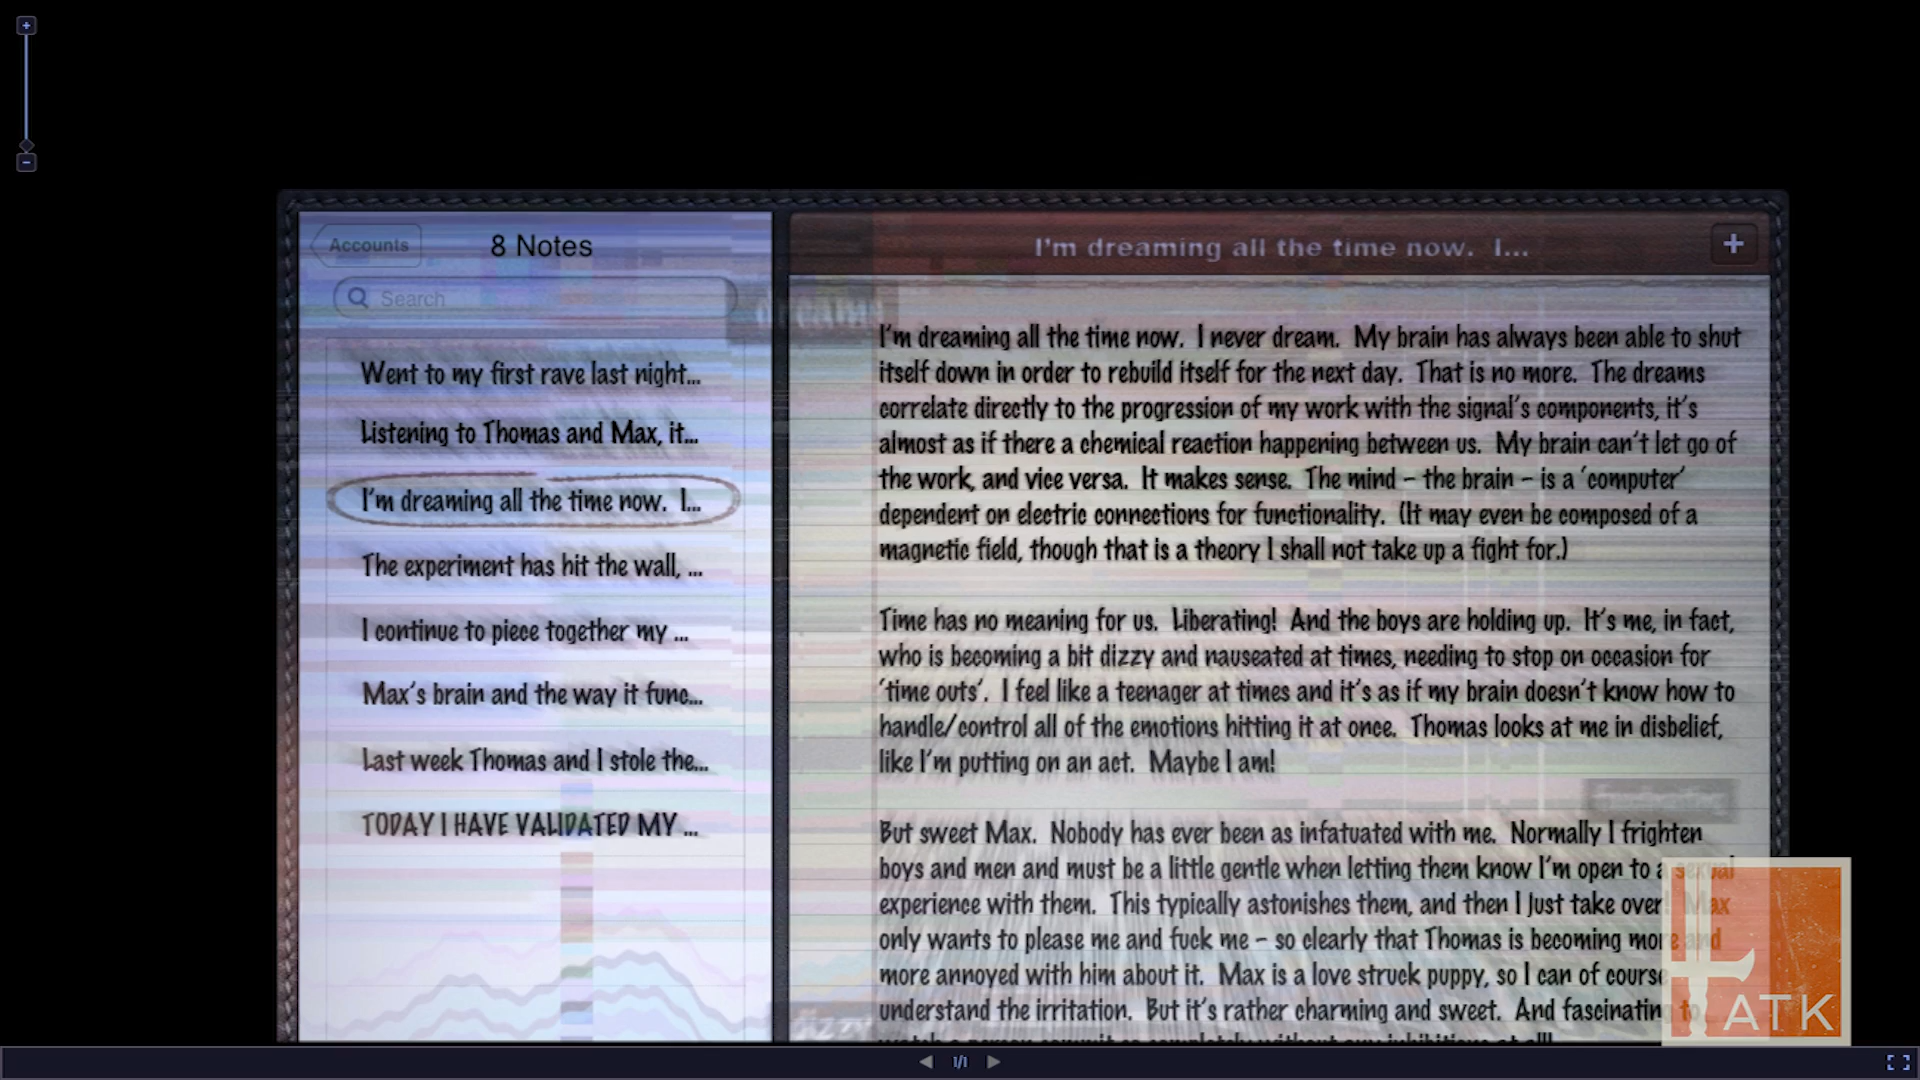 Accounts
8 Notes
Search
Went to my first rave last night...
Listening to Thomas and Max, it...
I'm dreaming all the time now.  I...
The experiment has hit the wall, ...
I continue to piece together my ...
Max's brain and the way it func...
Last week Thomas and I stole the...
TODAY I HAVE VALIDATED MY ...
I'm dreaming all the time now.  I...
+
dreams
I'm dreaming all the time now.  I never dream.  My brain has always been able to shut
itself down in order to rebuild itself for the next day.  That is no more.  The dreams
correlate directly to the progression of my work with the signal's components, it's
almost as if there a chemical reaction happening between us.  My brain can't let go of
the work, and vice versa.  It makes sense.  The mind – the brain – is a 'computer'
dependent on electric connections for functionality.  (It may even be composed of a
magnetic field, though that is a theory I shall not take up a fight for.)
Time has no meaning for us.  Liberating!  And the boys are holding up.  It's me, in fact,
who is becoming a bit dizzy and nauseated at times, needing to stop on occasion for
'time outs'.  I feel like a teenager at times and it's as if my brain doesn't know how to
handle/control all of the emotions hitting it at once.  Thomas looks at me in disbelief,
like I'm putting on an act.  Maybe I am!
But sweet Max.  Nobody has ever been as infatuated with me.  Normally I frighten
boys and men and must be a little gentle when letting them know I'm open to a sexual
experience with them.  This typically astonishes them, and then I just take over!  Max
only wants to please me and fuck me – so clearly that Thomas is becoming more and
more annoyed with him about it.  Max is a love struck puppy, so I can of course
understand the irritation.  But it's rather charming and sweet.  And fascinating to
ATK
1/1